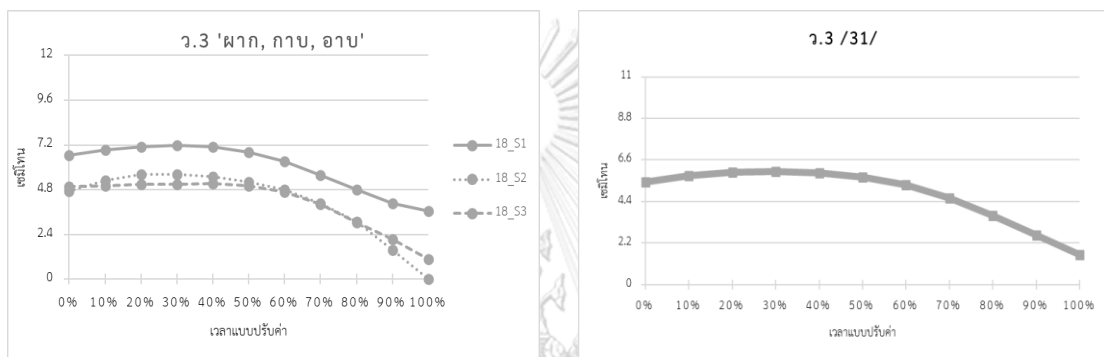 ว.3 'ผาก, กาบ, อาบ'
12
9.6
7.2
4.8
2.4
0
เซมิโทน
0% 10% 20% 30% 40% 50% 60% 70% 80% 90% 100%
เวลาแบบปรับค่า
18_S1
18_S2
18_S3
ว.3 /31/
11
8.8
6.6
4.4
2.2
0
เซมิโทน
0% 10% 20% 30% 40% 50% 60% 70% 80% 90% 100%
เวลาแบบปรับค่า